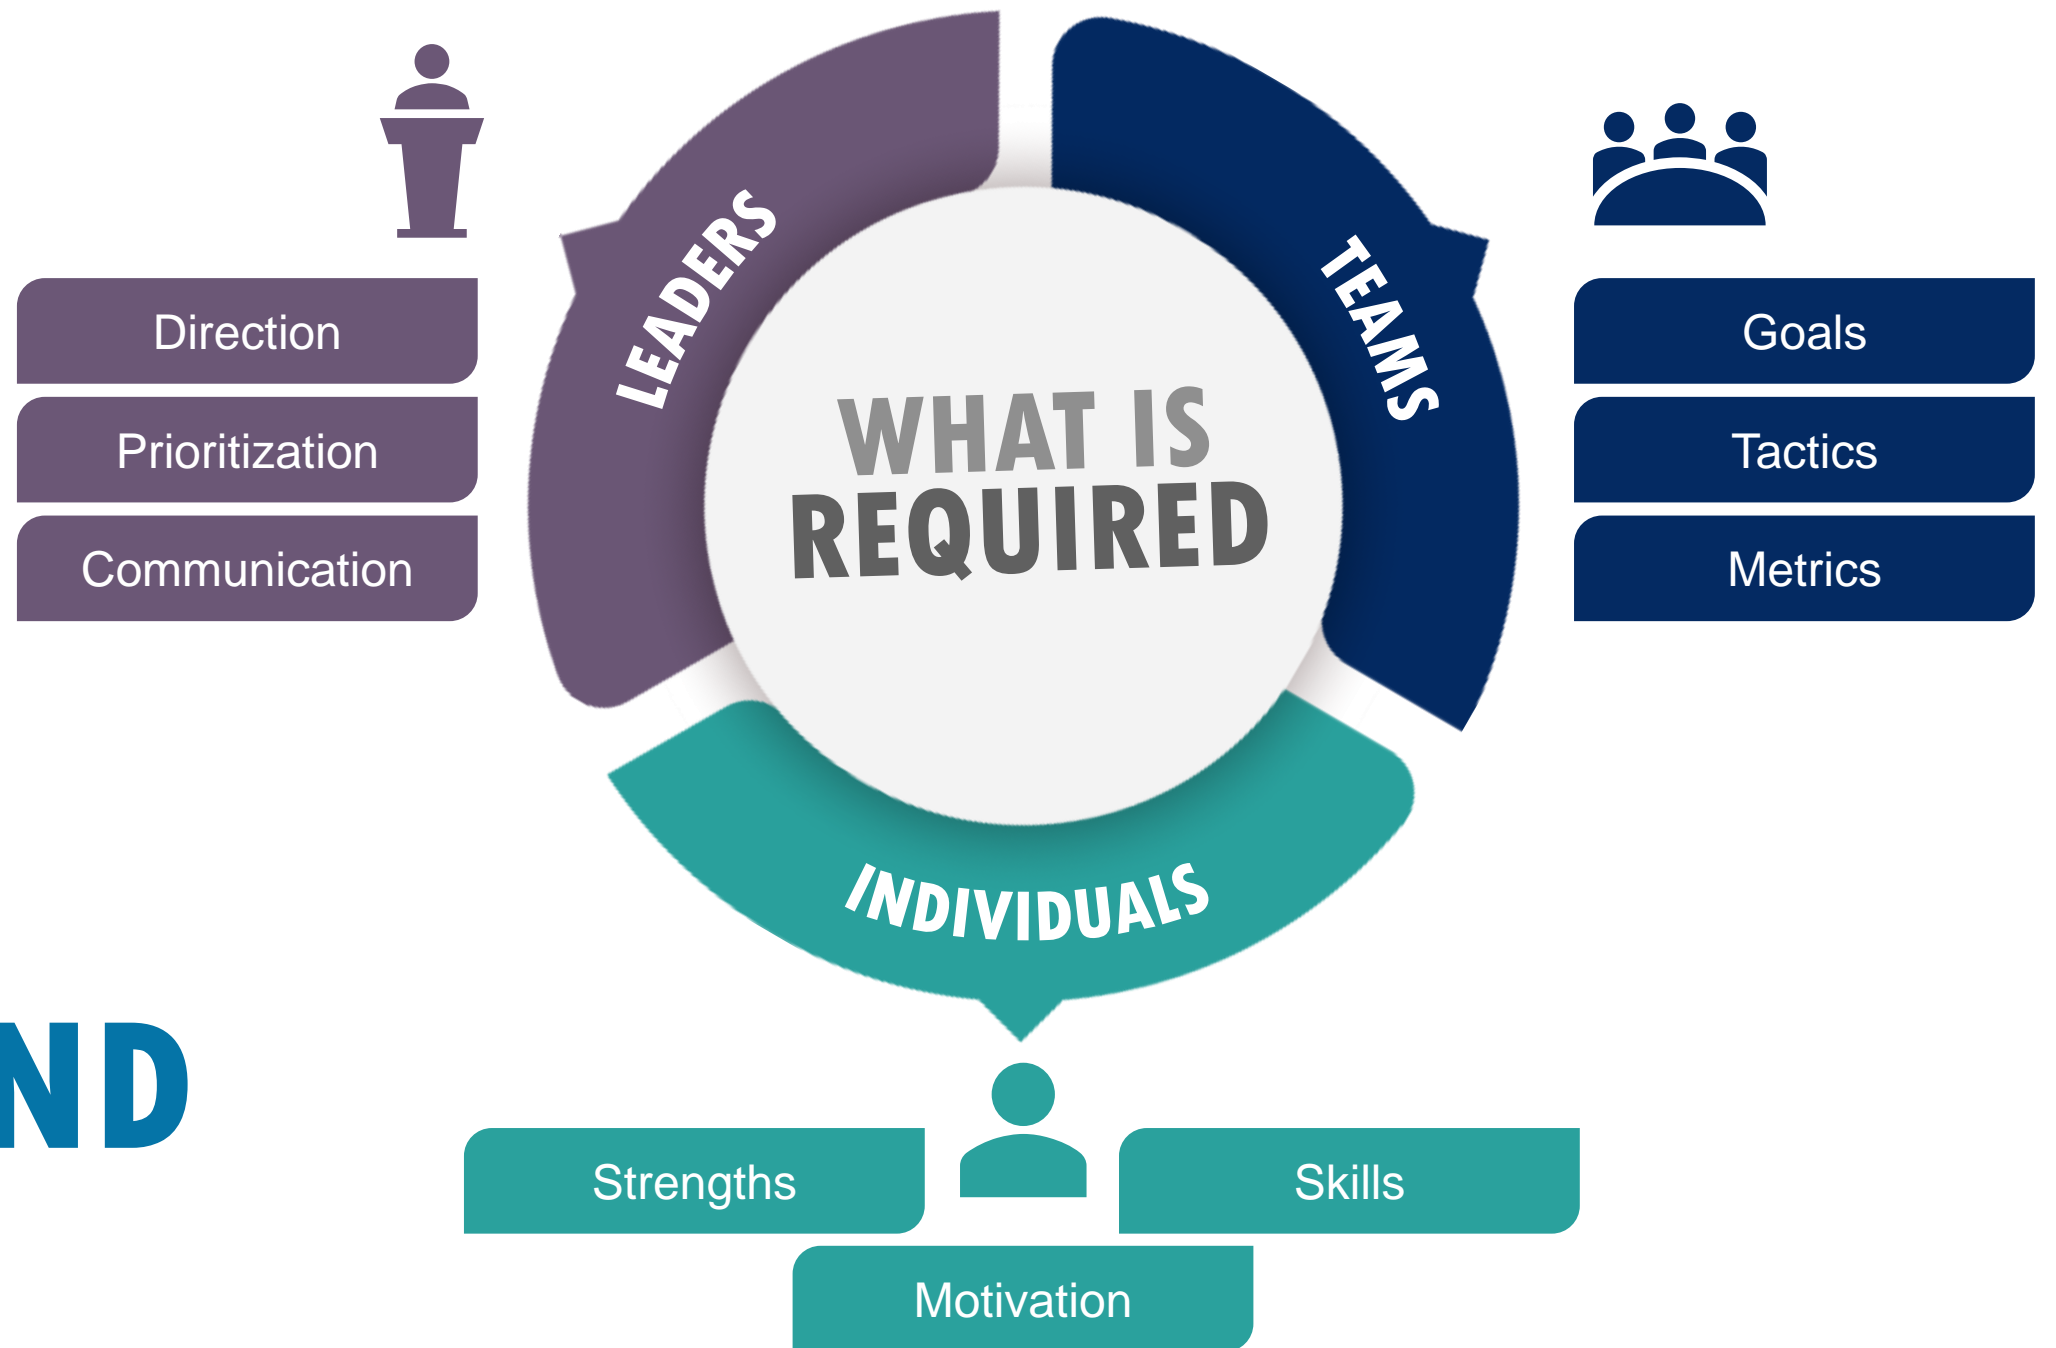 LEADERS
Direction
Prioritization
Communication
WHAT IS
REQUIRED
TEAMS
Goals
Tactics
Metrics
INDIVIDUALS
Strengths
Skills
Motivation
ND